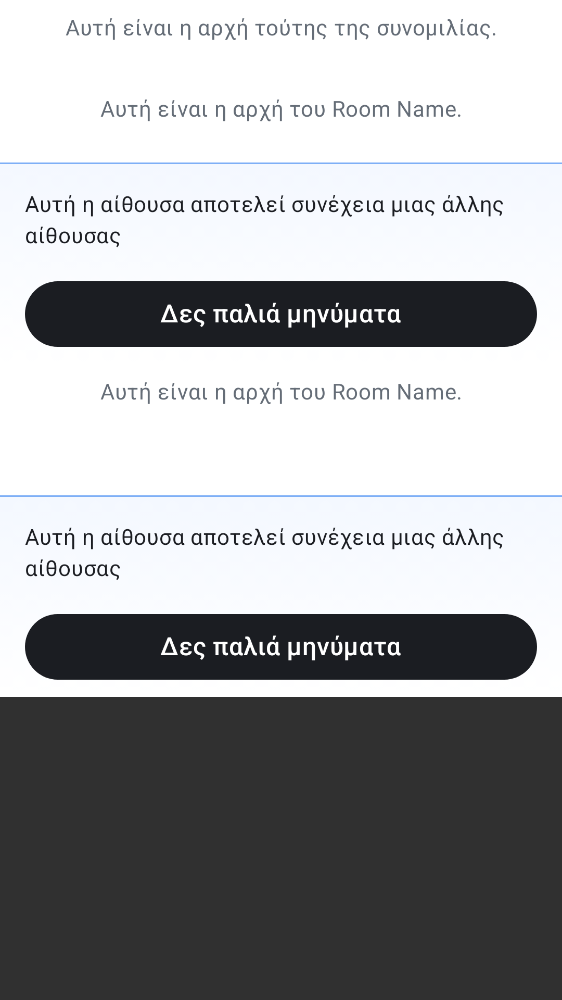 Αυτή είναι η αρχή τούτης της συνομιλίας.
Αυτή είναι η αρχή του Room Name.
Αυτή η αίθουσα αποτελεί συνέχεια μιας άλλης
αίθουσας
Δες παλιά μηνύματα
Αυτή είναι η αρχή του Room Name.
Αυτή η αίθουσα αποτελεί συνέχεια μιας άλλης
αίθουσας
Δες παλιά μηνύματα